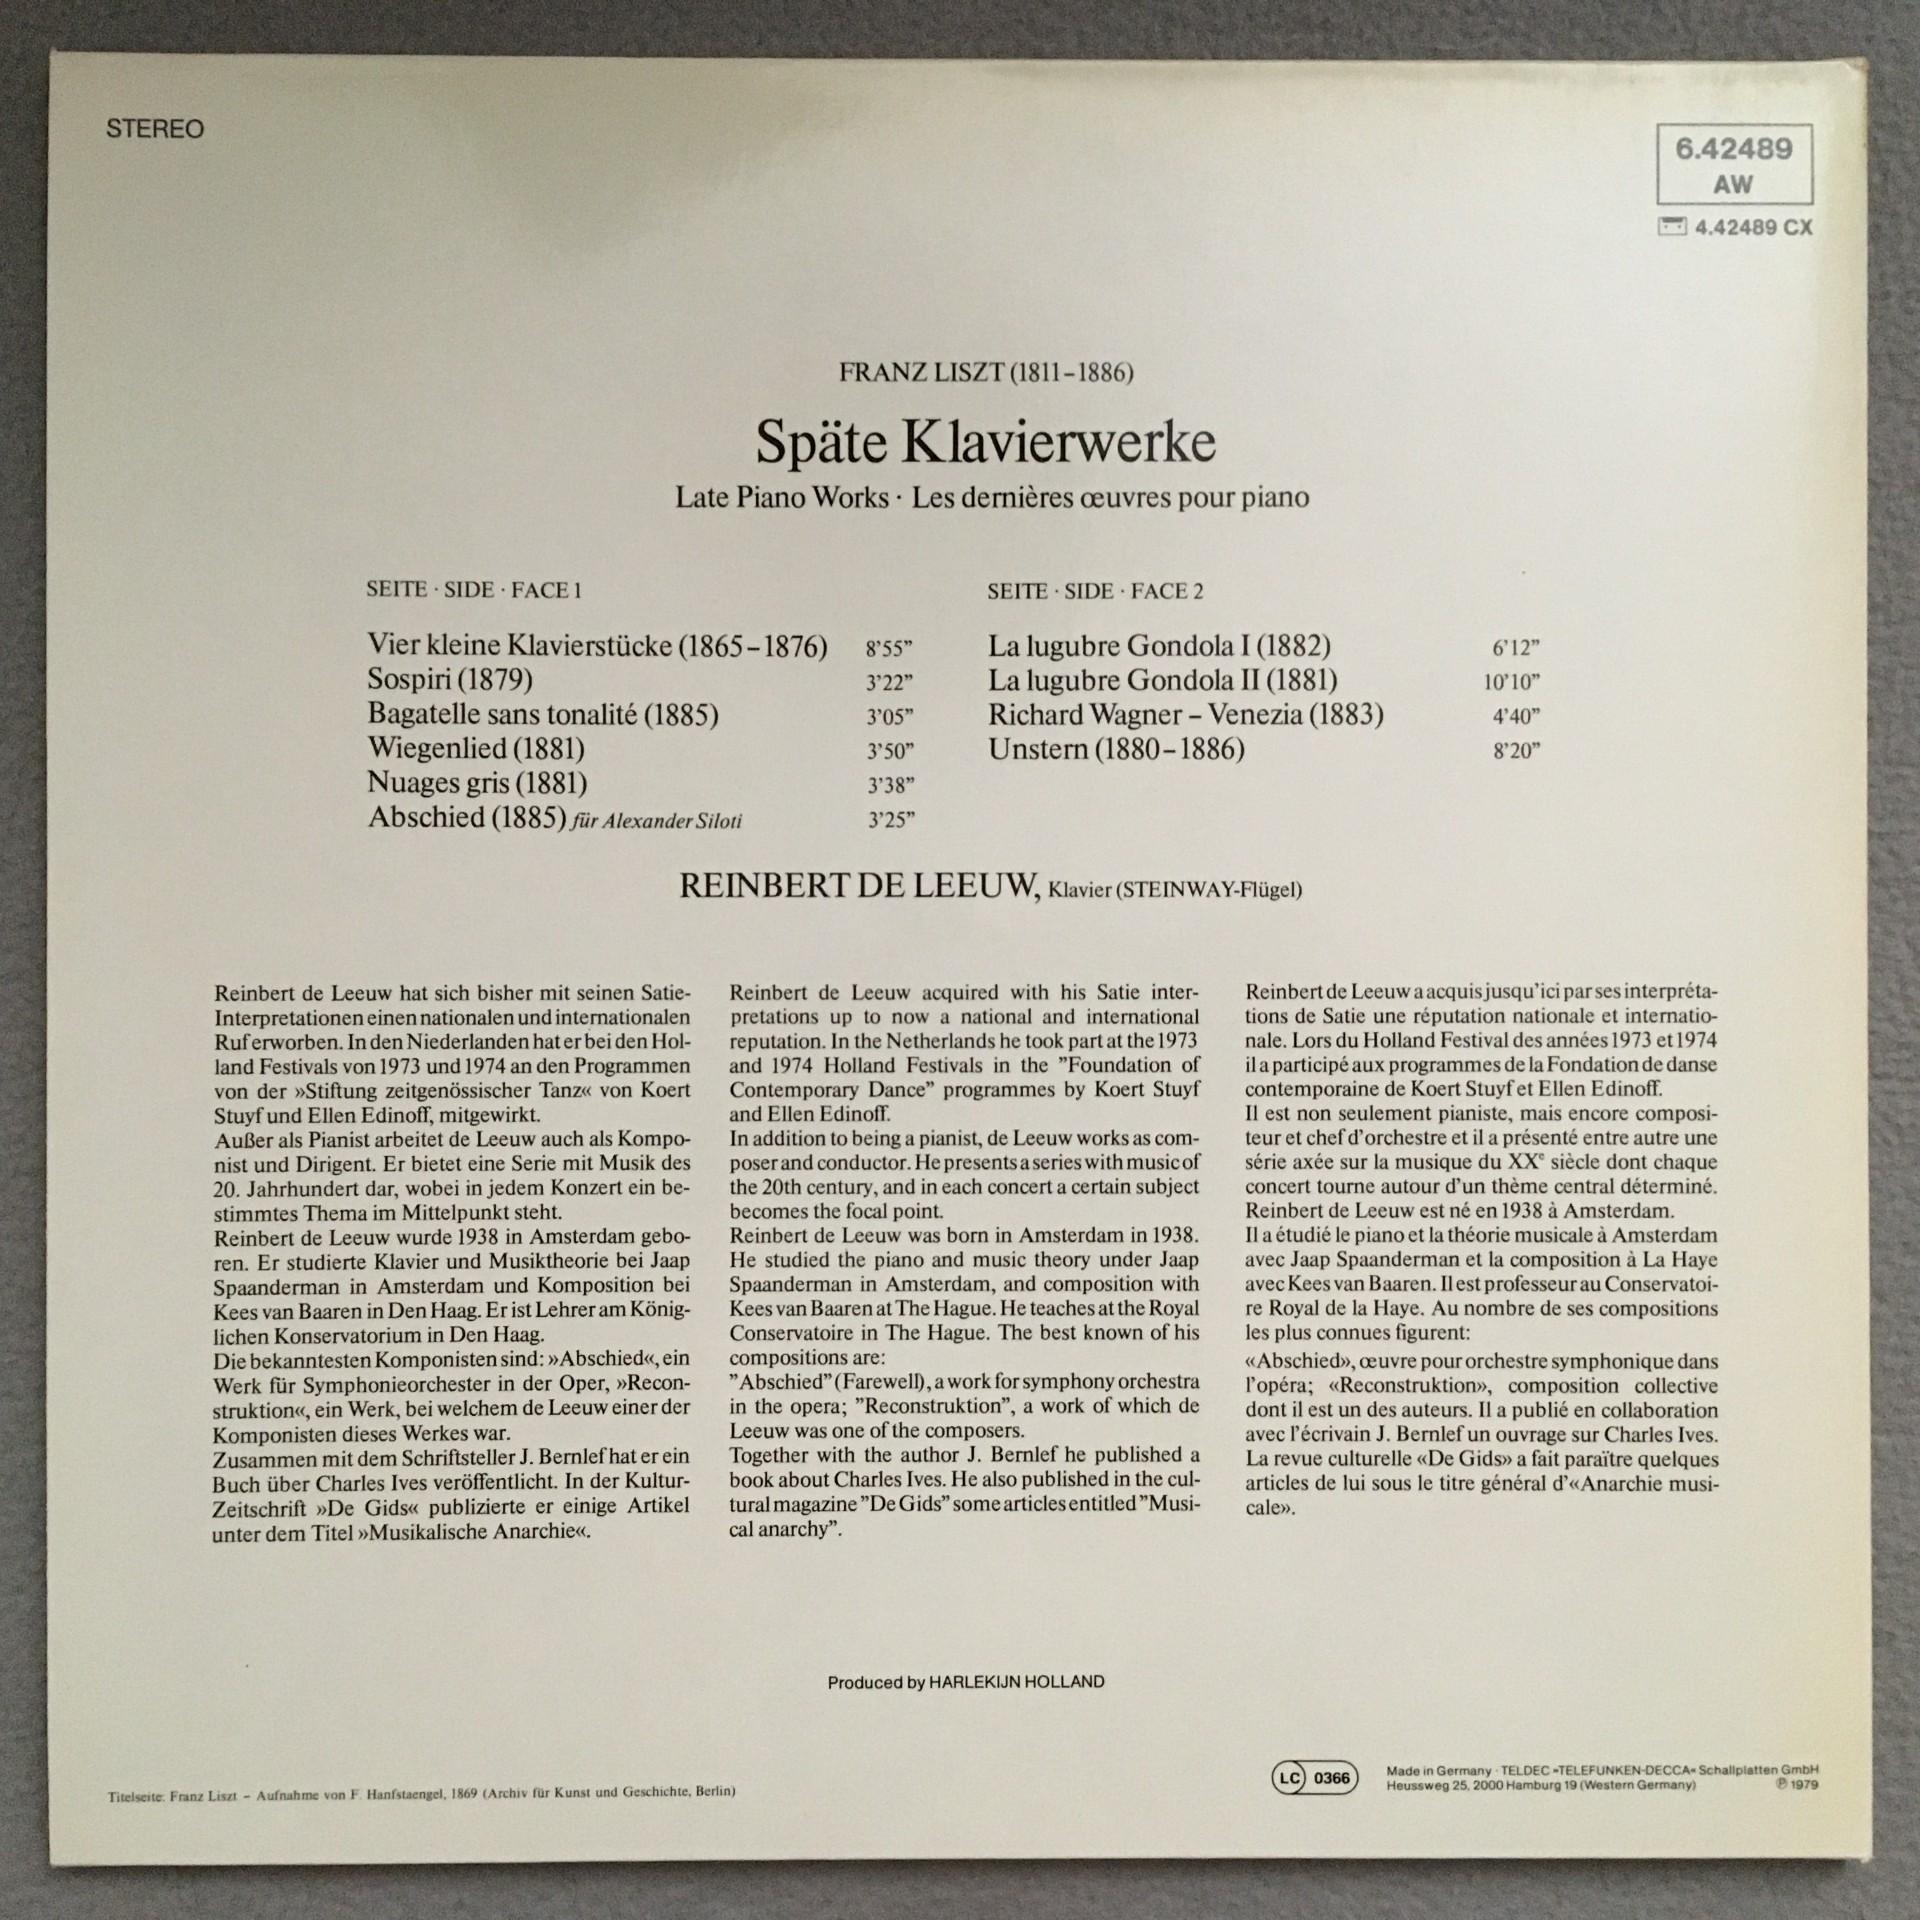 STEREO
6.42489
AW
4.42489 CX
FRANZ LISZT (1811–1886)
Späte Klavierwerke
Late Piano Works · Les dernières œuvres pour piano
SEITE · SIDE · FACE 1
Vier kleine Klavierstücke (1865–1876) 8’55”
Sospiri (1879) 3’22”
Bagatelle sans tonalité (1885) 3’05”
Wiegenlied (1881) 3’50”
Nuages gris (1881) 3’38”
Abschied (1885) für Alexander Siloti 3’25”
SEITE · SIDE · FACE 2
La lugubre Gondola I (1882) 6’12”
La lugubre Gondola II (1881) 10’10”
Richard Wagner – Venezia (1883) 4’40”
Unstern (1880–1886) 8’20”
REINBERT DE LEEUW, Klavier (STEINWAY-Flügel)
Reinbert de Leeuw hat sich bisher mit seinen Satie-
Interpretationen einen nationalen und internationalen
Ruf erworben. In den Niederlanden hat er bei den Hol-
land Festivals von 1973 und 1974 an den Programmen
von der »Stiftung zeitgenössischer Tanz« von Koert
Stuyf und Ellen Edinoff, mitgewirkt.
Außer als Pianist arbeitet de Leeuw auch als Kompo-
nist und Dirigent. Er bietet eine Serie mit Musik des
20. Jahrhundert dar, wobei in jedem Konzert ein be-
stimmtes Thema im Mittelpunkt steht.
Reinbert de Leeuw wurde 1938 in Amsterdam gebo-
ren. Er studierte Klavier und Musiktheorie bei Jaap
Spaanderman in Amsterdam und Komposition bei
Kees van Baaren in Den Haag. Er ist Lehrer am König-
lichen Konservatorium in Den Haag.
Die bekanntesten Komponisten sind: »Abschied«, ein
Werk für Symphonieorchester in der Oper, »Recon-
struktion«, ein Werk, bei welchem de Leeuw einer der
Komponisten dieses Werkes war.
Zusammen mit dem Schriftsteller J. Bernlef hat er ein
Buch über Charles Ives veröffentlicht. In der Kultur-
Zeitschrift »De Gids« publizierte er einige Artikel
unter dem Titel »Musikalische Anarchie«.
Reinbert de Leeuw acquired with his Satie inter-
pretations up to now a national and international
reputation. In the Netherlands he took part at the 1973
and 1974 Holland Festivals in the ”Foundation of
Contemporary Dance” programmes by Koert Stuyf
and Ellen Edinoff.
In addition to being a pianist, de Leeuw works as com-
poser and conductor. He presents a series with music of
the 20th century, and in each concert a certain subject
becomes the focal point.
Reinbert de Leeuw was born in Amsterdam in 1938.
He studied the piano and music theory under Jaap
Spaanderman in Amsterdam, and composition with
Kees van Baaren at The Hague. He teaches at the Royal
Conservatoire in The Hague. The best known of his
compositions are:
”Abschied” (Farewell), a work for symphony orchestra
in the opera; ”Reconstruktion”, a work of which de
Leeuw was one of the composers.
Together with the author J. Bernlef he published a
book about Charles Ives. He also published in the cul-
tural magazine ”De Gids” some articles entitled ”Musi-
cal anarchy”.
Reinbert de Leeuw a acquis jusqu’ici par ses interpréta-
tions de Satie une réputation nationale et internatio-
nale. Lors du Holland Festival des années 1973 et 1974
il a participé aux programmes de la Fondation de danse
contemporaine de Koert Stuyf et Ellen Edinoff.
Il est non seulement pianiste, mais encore composi-
teur et chef d’orchestre et il a présenté entre autre une
série axée sur la musique du XXe siècle dont chaque
concert tourne autour d’un thème central déterminé.
Reinbert de Leeuw est né en 1938 à Amsterdam.
Il a étudié le piano et la théorie musicale à Amsterdam
avec Jaap Spaanderman et la composition à La Haye
avec Kees van Baaren. Il est professeur au Conservatoi-
re Royal de la Haye. Au nombre de ses compositions
les plus connues figurent:
«Abschied», œuvre pour orchestre symphonique dans
l’opéra; «Reconstruktion», composition collective
dont il est un des auteurs. Il a publié en collaboration
avec l’écrivain J. Bernlef un ouvrage sur Charles Ives.
La revue culturelle «De Gids» a fait paraître quelques
articles de lui sous le titre général d’«Anarchie musi-
cale».
Produced by HARLEKIJN HOLLAND
Titelseite: Franz Liszt – Aufnahme von F. Hanfstaengel, 1869 (Archiv für Kunst und Geschichte, Berlin)
LC 0366
Made in Germany · TELDEC »TELEFUNKEN-DECCA« Schallplatten GmbH
Heussweg 25, 2000 Hamburg 19 (Western Germany) ℗ 1979